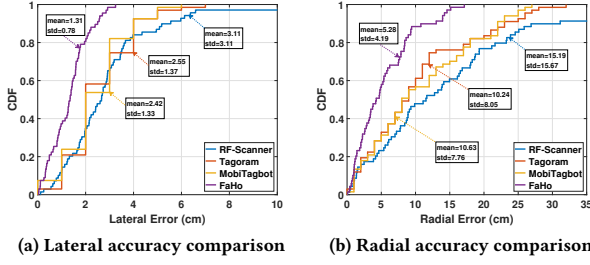 1
0.8
0.6
0.4
0.2
0
CDF
mean=1.31
std=0.78
mean=3.11
std=3.11
mean=2.55
std=1.37
mean=2.42
std=1.33
RF-Scanner
Tagoram
MobiTagbot
FaHo
0 2 4 6 8 10
Lateral Error (cm)
(a) Lateral accuracy comparison
1
0.8
0.6
0.4
0.2
0
CDF
mean=5.28
std=4.19
mean=15.19
std=15.67
mean=10.24
std=8.05
mean=10.63
std=7.76
RF-Scanner
Tagoram
MobiTagbot
FaHo
0 5 10 15 20 25 30 35
Radial Error (cm)
(b) Radial accuracy comparison